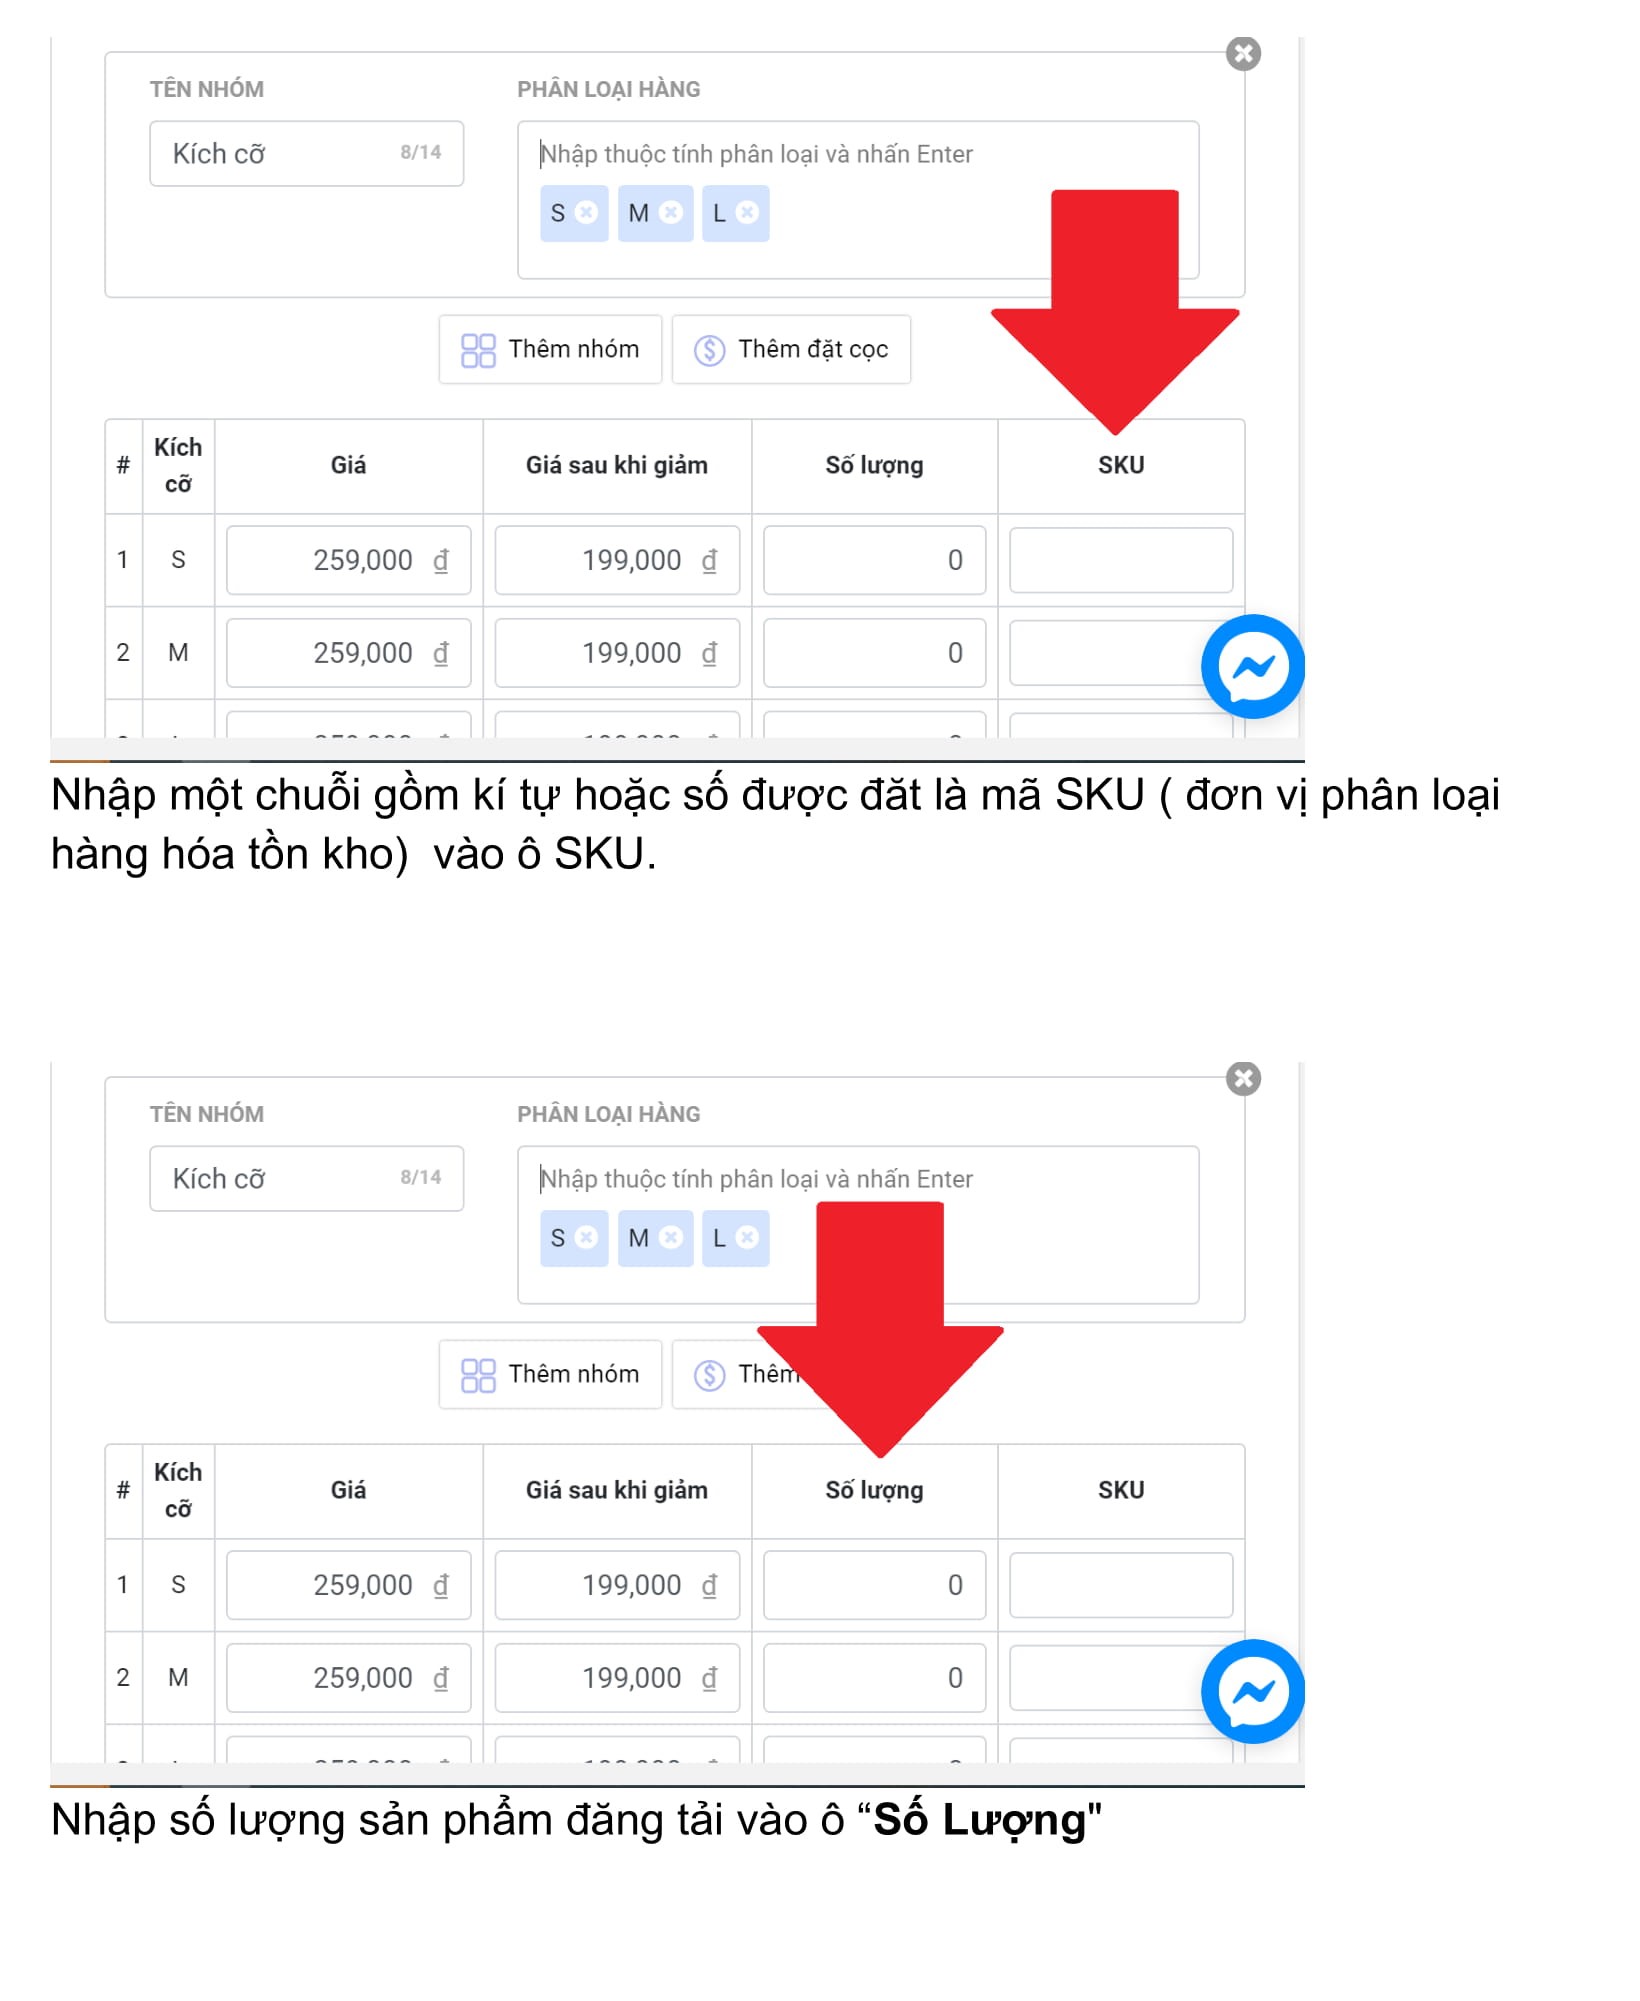 TÊN NHÓM PHÂN LOẠI HÀNG
Kích cỡ 8/14 Nhập thuộc tính phân loại và nhấn Enter
S M L
Thêm nhóm Thêm đặt cọc
# Kích cỡ Giá Giá sau khi giảm Số lượng SKU
1 S 259,000 ₫ 199,000 ₫ 0
2 M 259,000 ₫ 199,000 ₫ 0
Nhập một chuỗi gồm kí tự hoặc số được đăt là mã SKU ( đơn vị phân loại
hàng hóa tồn kho)  vào ô SKU.
TÊN NHÓM PHÂN LOẠI HÀNG
Kích cỡ 8/14 Nhập thuộc tính phân loại và nhấn Enter
S M L
Thêm nhóm Thêm
# Kích cỡ Giá Giá sau khi giảm Số lượng SKU
1 S 259,000 ₫ 199,000 ₫ 0
2 M 259,000 ₫ 199,000 ₫ 0
Nhập số lượng sản phẩm đăng tải vào ô “Số Lượng"